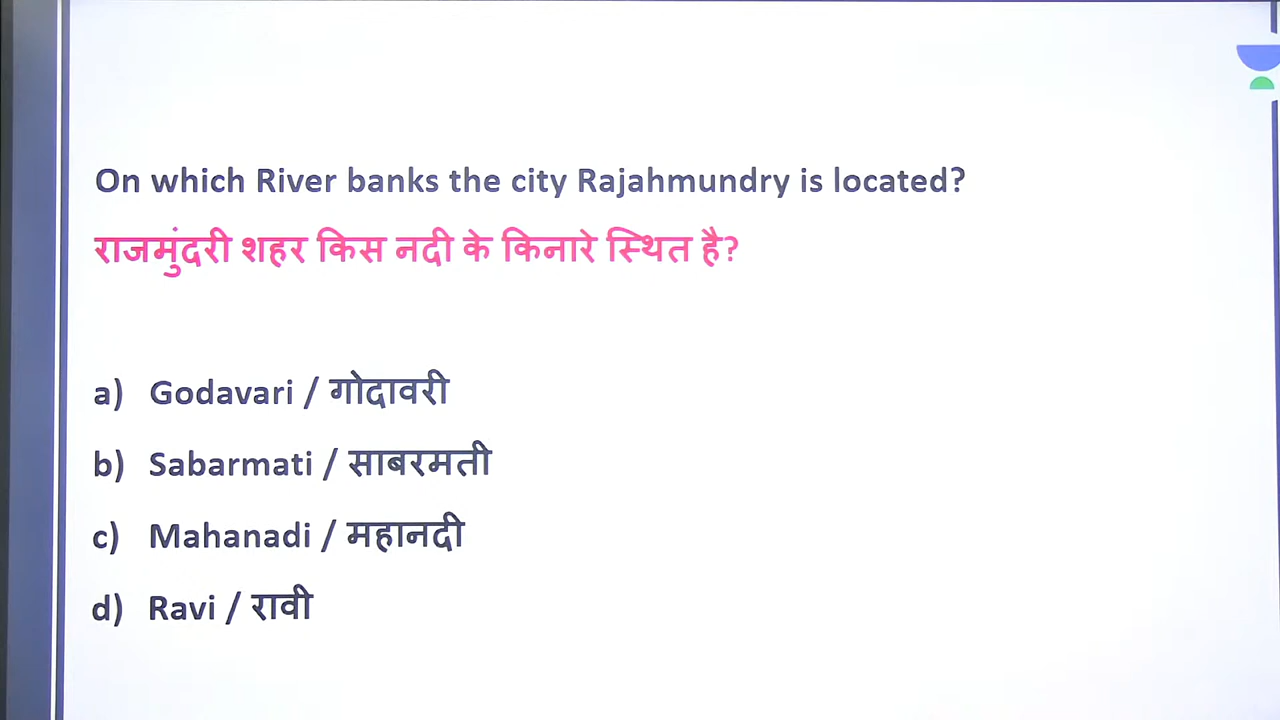 On which River banks the city Rajahmundry is located?
राजमुंदरी शहर किस नदी के किनारे स्थित है?
a) Godavari / गोदावरी
b) Sabarmati / साबरमती
c) Mahanadi / महानदी
d) Ravi / रावी